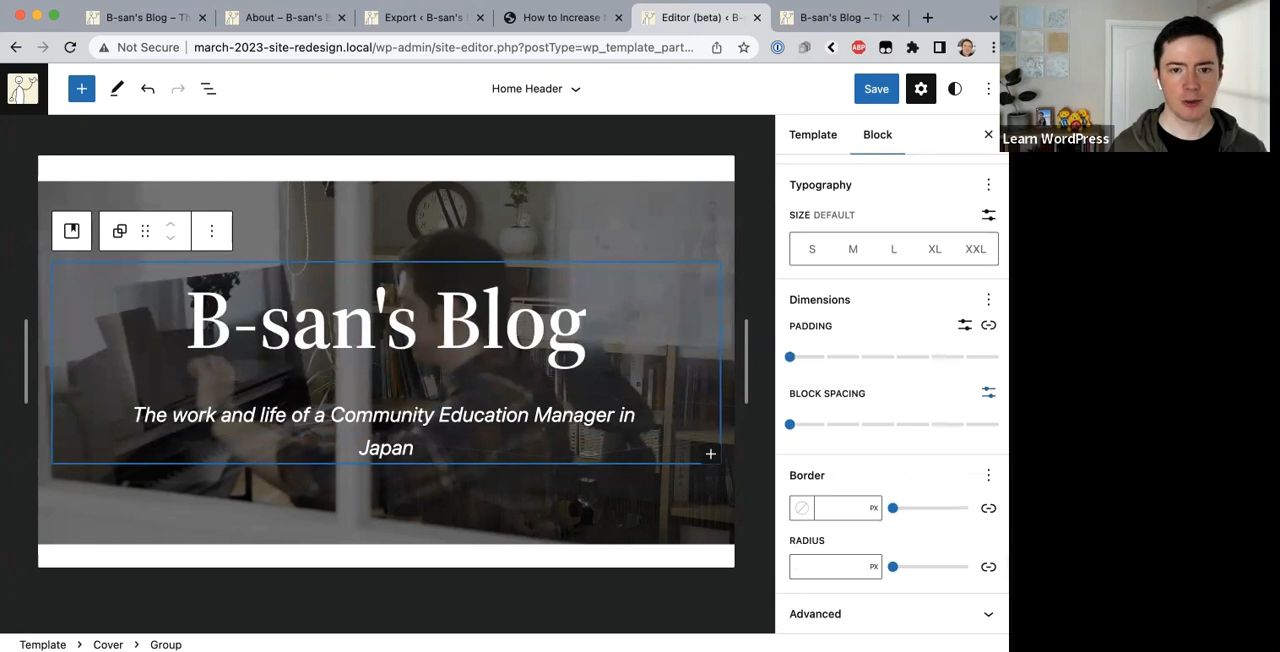 B-san's Blog – Th
About – B-san's B
Export ‹ B-san's
How to Increase
Editor (beta) ‹ B-
B-san's Blog – Th
Not Secure
march-2023-site-redesign.local/wp-admin/site-editor.php?postType=wp_template_part...
ABP
Home Header
Save
Learn WordPress
Template
Block
Typography
SIZE DEFAULT
S M L XL XXL
Dimensions
PADDING
BLOCK SPACING
Border
PX
RADIUS
PX
Advanced
B-san's Blog
The work and life of a Community Education Manager in
Japan
Template > Cover > Group